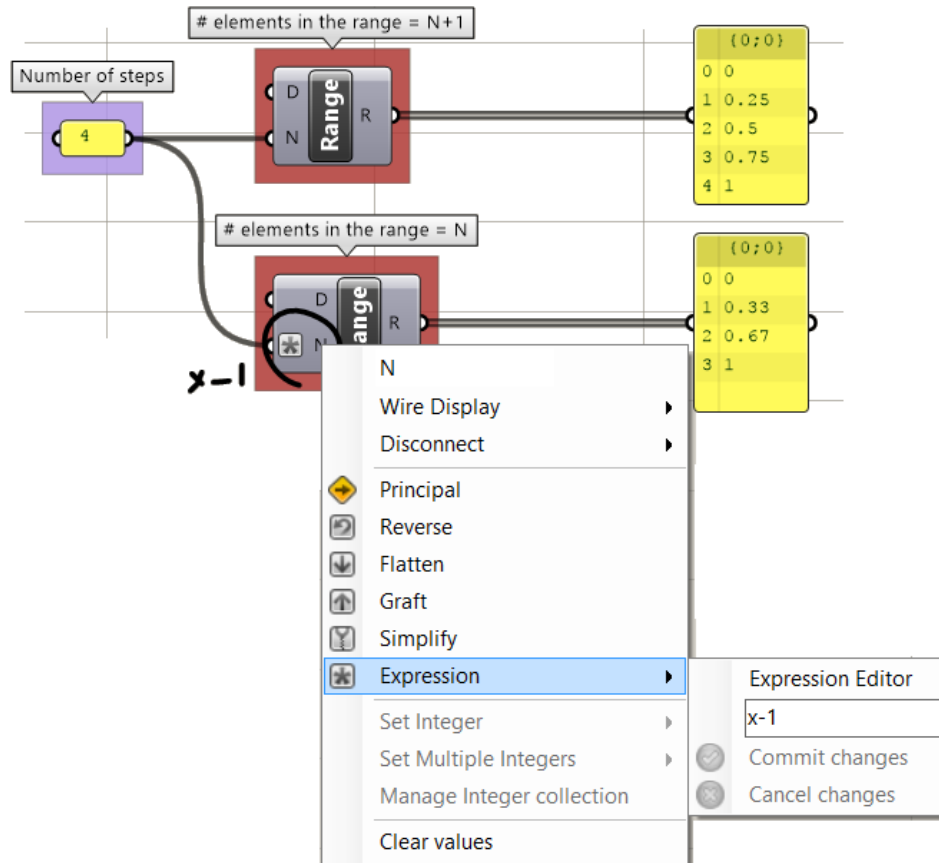 # elements in the range = N+1
Number of steps
4
D
N
Range
R
{0;0}
0 0
1 0.25
2 0.5
3 0.75
4 1
# elements in the range = N
D
N
ange
R
x-1
{0;0}
0 0
1 0.33
2 0.67
3 1
N
Wire Display
Disconnect
Principal
Reverse
Flatten
Graft
Simplify
Expression
Expression Editor
x-1
Set Integer
Commit changes
Set Multiple Integers
Cancel changes
Manage Integer collection
Clear values